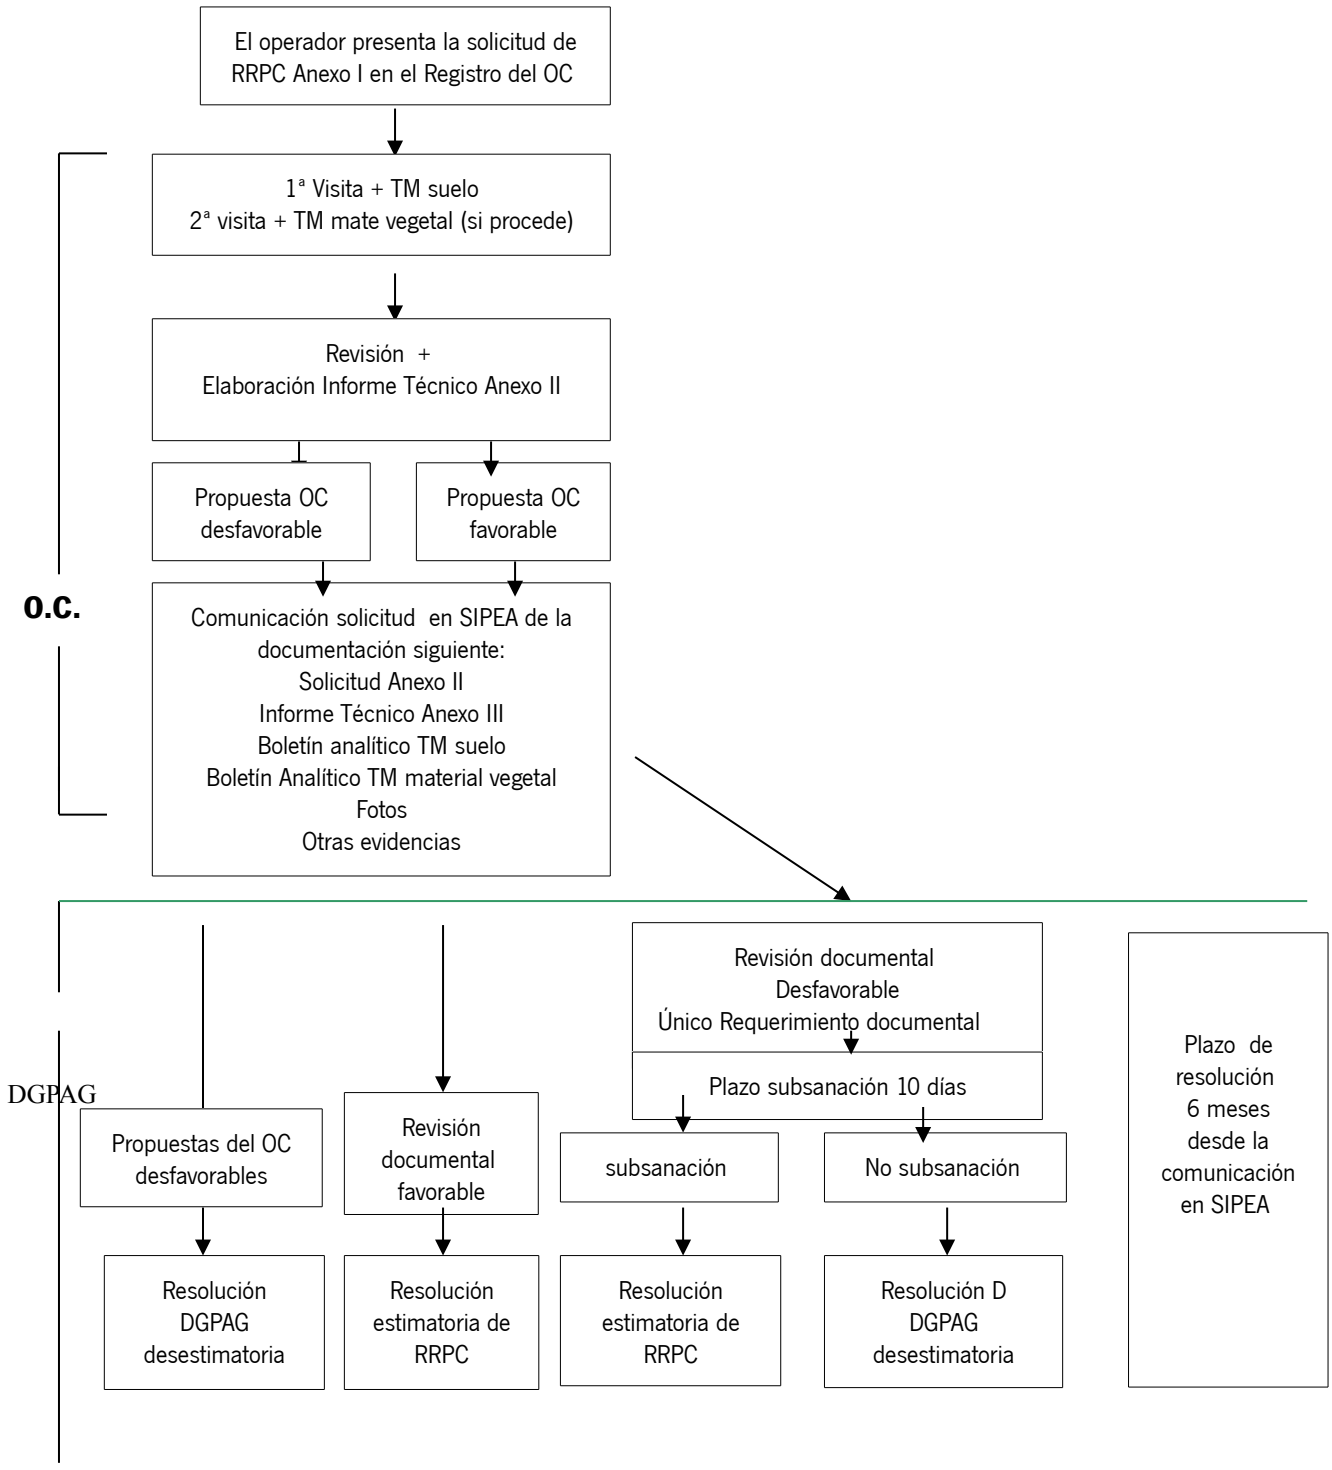 El operador presenta la solicitud de
RRPC Anexo I en el Registro del OC
1ª Visita + TM suelo
2ª visita + TM mate vegetal (si procede)
Revisión +
Elaboración Informe Técnico Anexo II
Propuesta OC
desfavorable
Propuesta OC
favorable
O.C.
Comunicación solicitud en SIPEA de la
documentación siguiente:
Solicitud Anexo II
Informe Técnico Anexo III
Boletín analítico TM suelo
Boletín Analítico TM material vegetal
Fotos
Otras evidencias
DGPAG
Propuestas del OC
desfavorables
Revisión
documental
favorable
Revisión documental
Desfavorable
Único Requerimiento documental
Plazo subsanación 10 días
subsanación
No subsanación
Resolución
DGPAG
desestimatoria
Resolución
estimatoria de
RRPC
Resolución
estimatoria de
RRPC
Resolución D
DGPAG
desestimatoria
Plazo de
resolución
6 meses
desde la
comunicación
en SIPEA